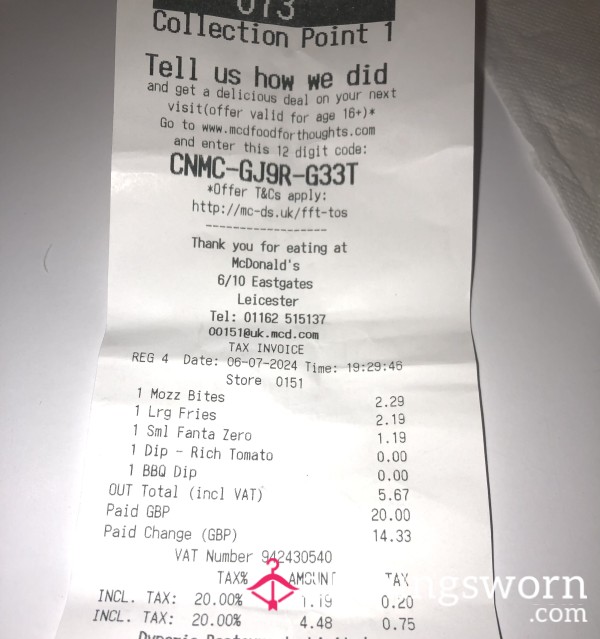 013
Collection Point 1
Tell us how we did
and get a delicious deal on your next
visit(offer valid for age 16+)*
Go to www.mcdfoodforthoughts.com
and enter this 12 digit code:
CNMC-GJ9R-G33T
*Offer T&Cs apply:
http://mc-ds.uk/fft-tos
------------------
Thank you for eating at
McDonald's
6/10 Eastgates
Leicester
Tel: 01162 515137
00151@uk.mcd.com
TAX INVOICE
REG 4 Date: 06-07-2024 Time: 19:29:46
Store 0151
1 Mozz Bites 2.29
1 Lrg Fries 2.19
1 Sml Fanta Zero 1.19
1 Dip - Rich Tomato 0.00
1 BBQ Dip 0.00
OUT Total (incl VAT) 5.67
Paid GBP 20.00
Paid Change (GBP) 14.33
VAT Number 942430540
TAX% AMOUNT TAX
INCL. TAX: 20.00% 1.19 0.20
INCL. TAX: 20.00% 4.48 0.75
ngsworn
.com